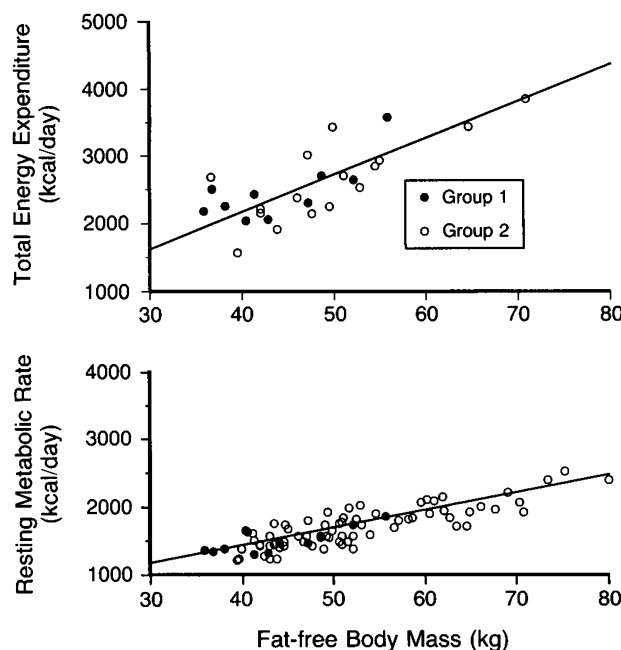 Total Energy Expenditure
(kcal/day)
5000
4000
3000
2000
1000
30 40 50 60 70 80
Group 1
Group 2
Resting Metabolic Rate
(kcal/day)
4000
3000
2000
1000
30 40 50 60 70 80
Fat-free Body Mass (kg)